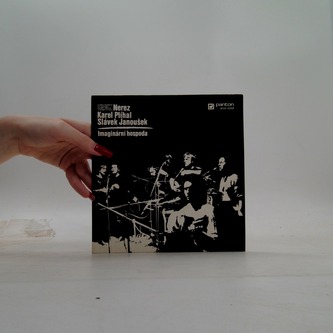 Nerez
Karel Plíhal
Slávek Janoušek
Imaginární hospoda
panton